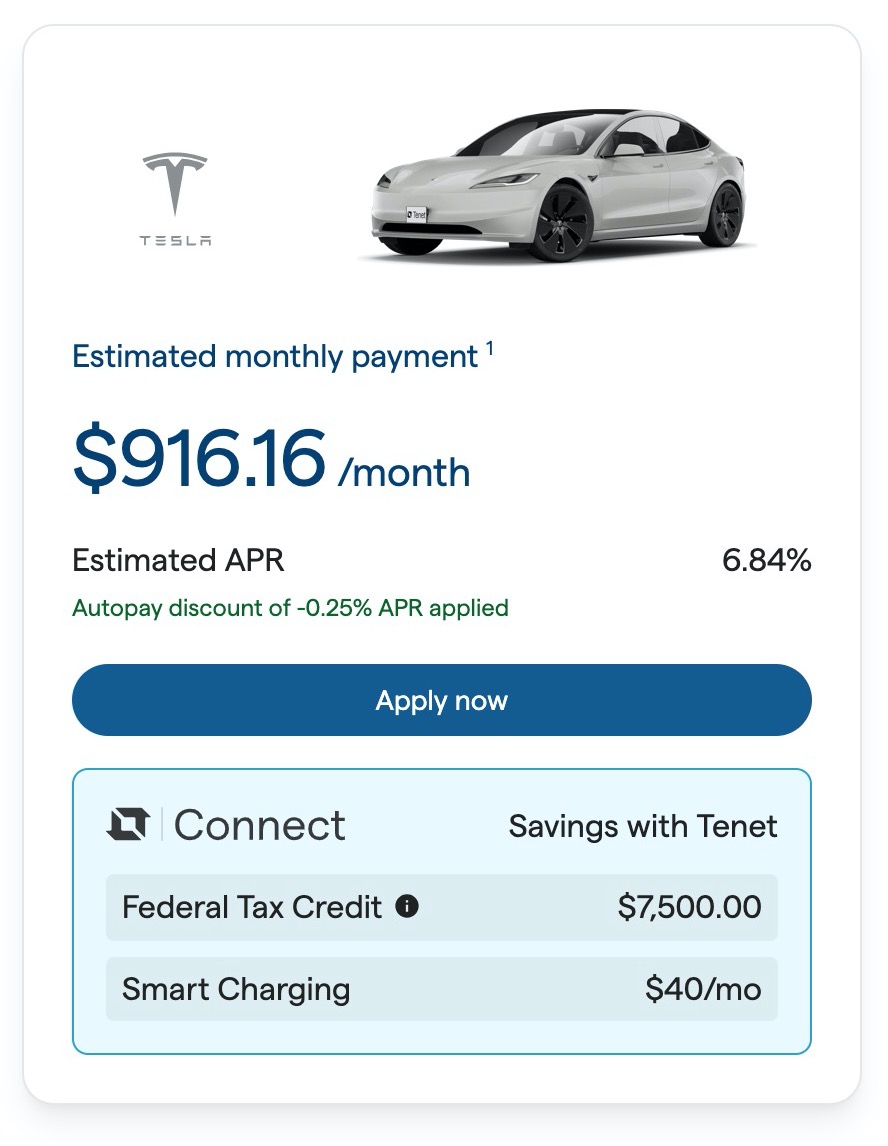 TESLA
Tenet
Estimated monthly payment 1
$916.16 /month
Estimated APR 6.84%
Autopay discount of -0.25% APR applied
Apply now
Connect Savings with Tenet
Federal Tax Credit $7,500.00
Smart Charging $40/mo